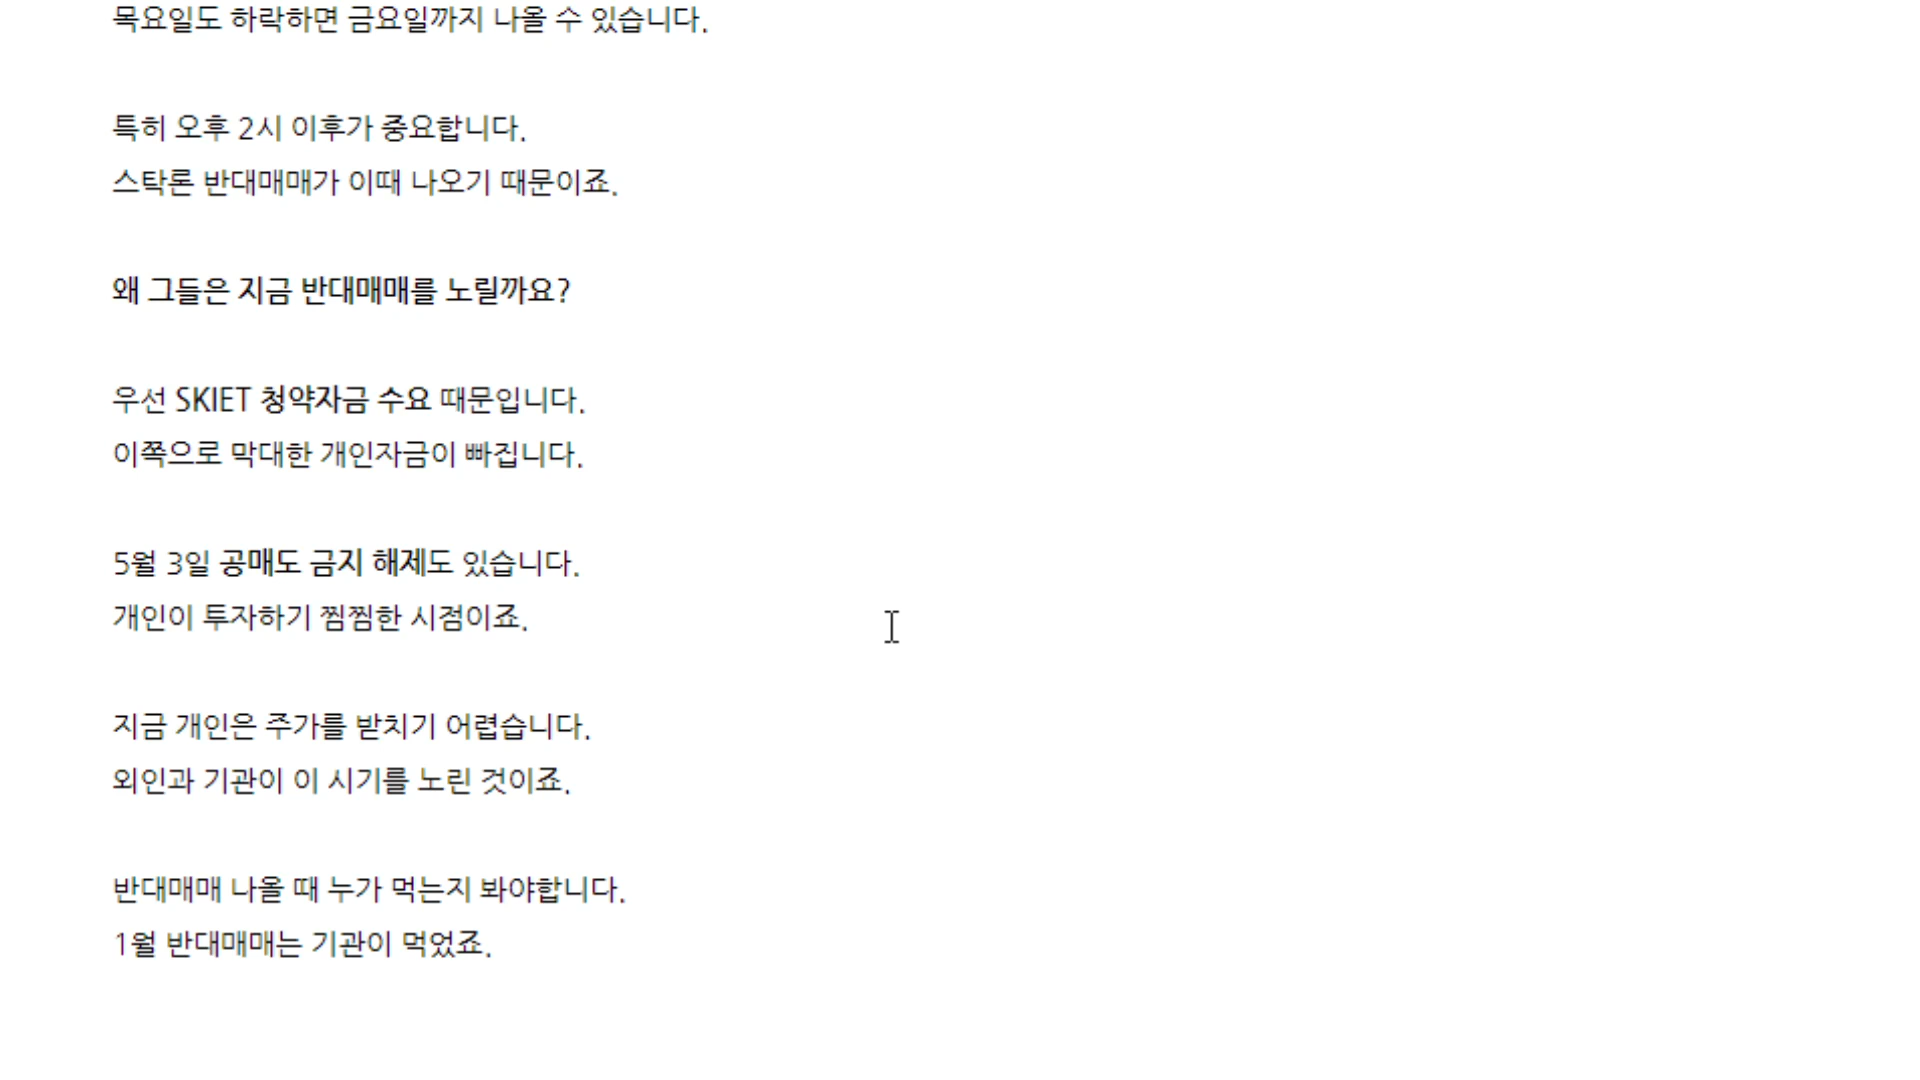 목요일도 하락하면 금요일까지 나올 수 있습니다.
특히 오후 2시 이후가 중요합니다.
스탁론 반대매매가 이때 나오기 때문이죠.
왜 그들은 지금 반대매매를 노릴까요?
우선 SKIET 청약자금 수요 때문입니다.
이쪽으로 막대한 개인자금이 빠집니다.
5월 3일 공매도 금지 해제도 있습니다.
개인이 투자하기 찜찜한 시점이죠.
지금 개인은 주가를 받치기 어렵습니다.
외인과 기관이 이 시기를 노린 것이죠.
반대매매 나올 때 누가 먹는지 봐야합니다.
1월 반대매매는 기관이 먹었죠.